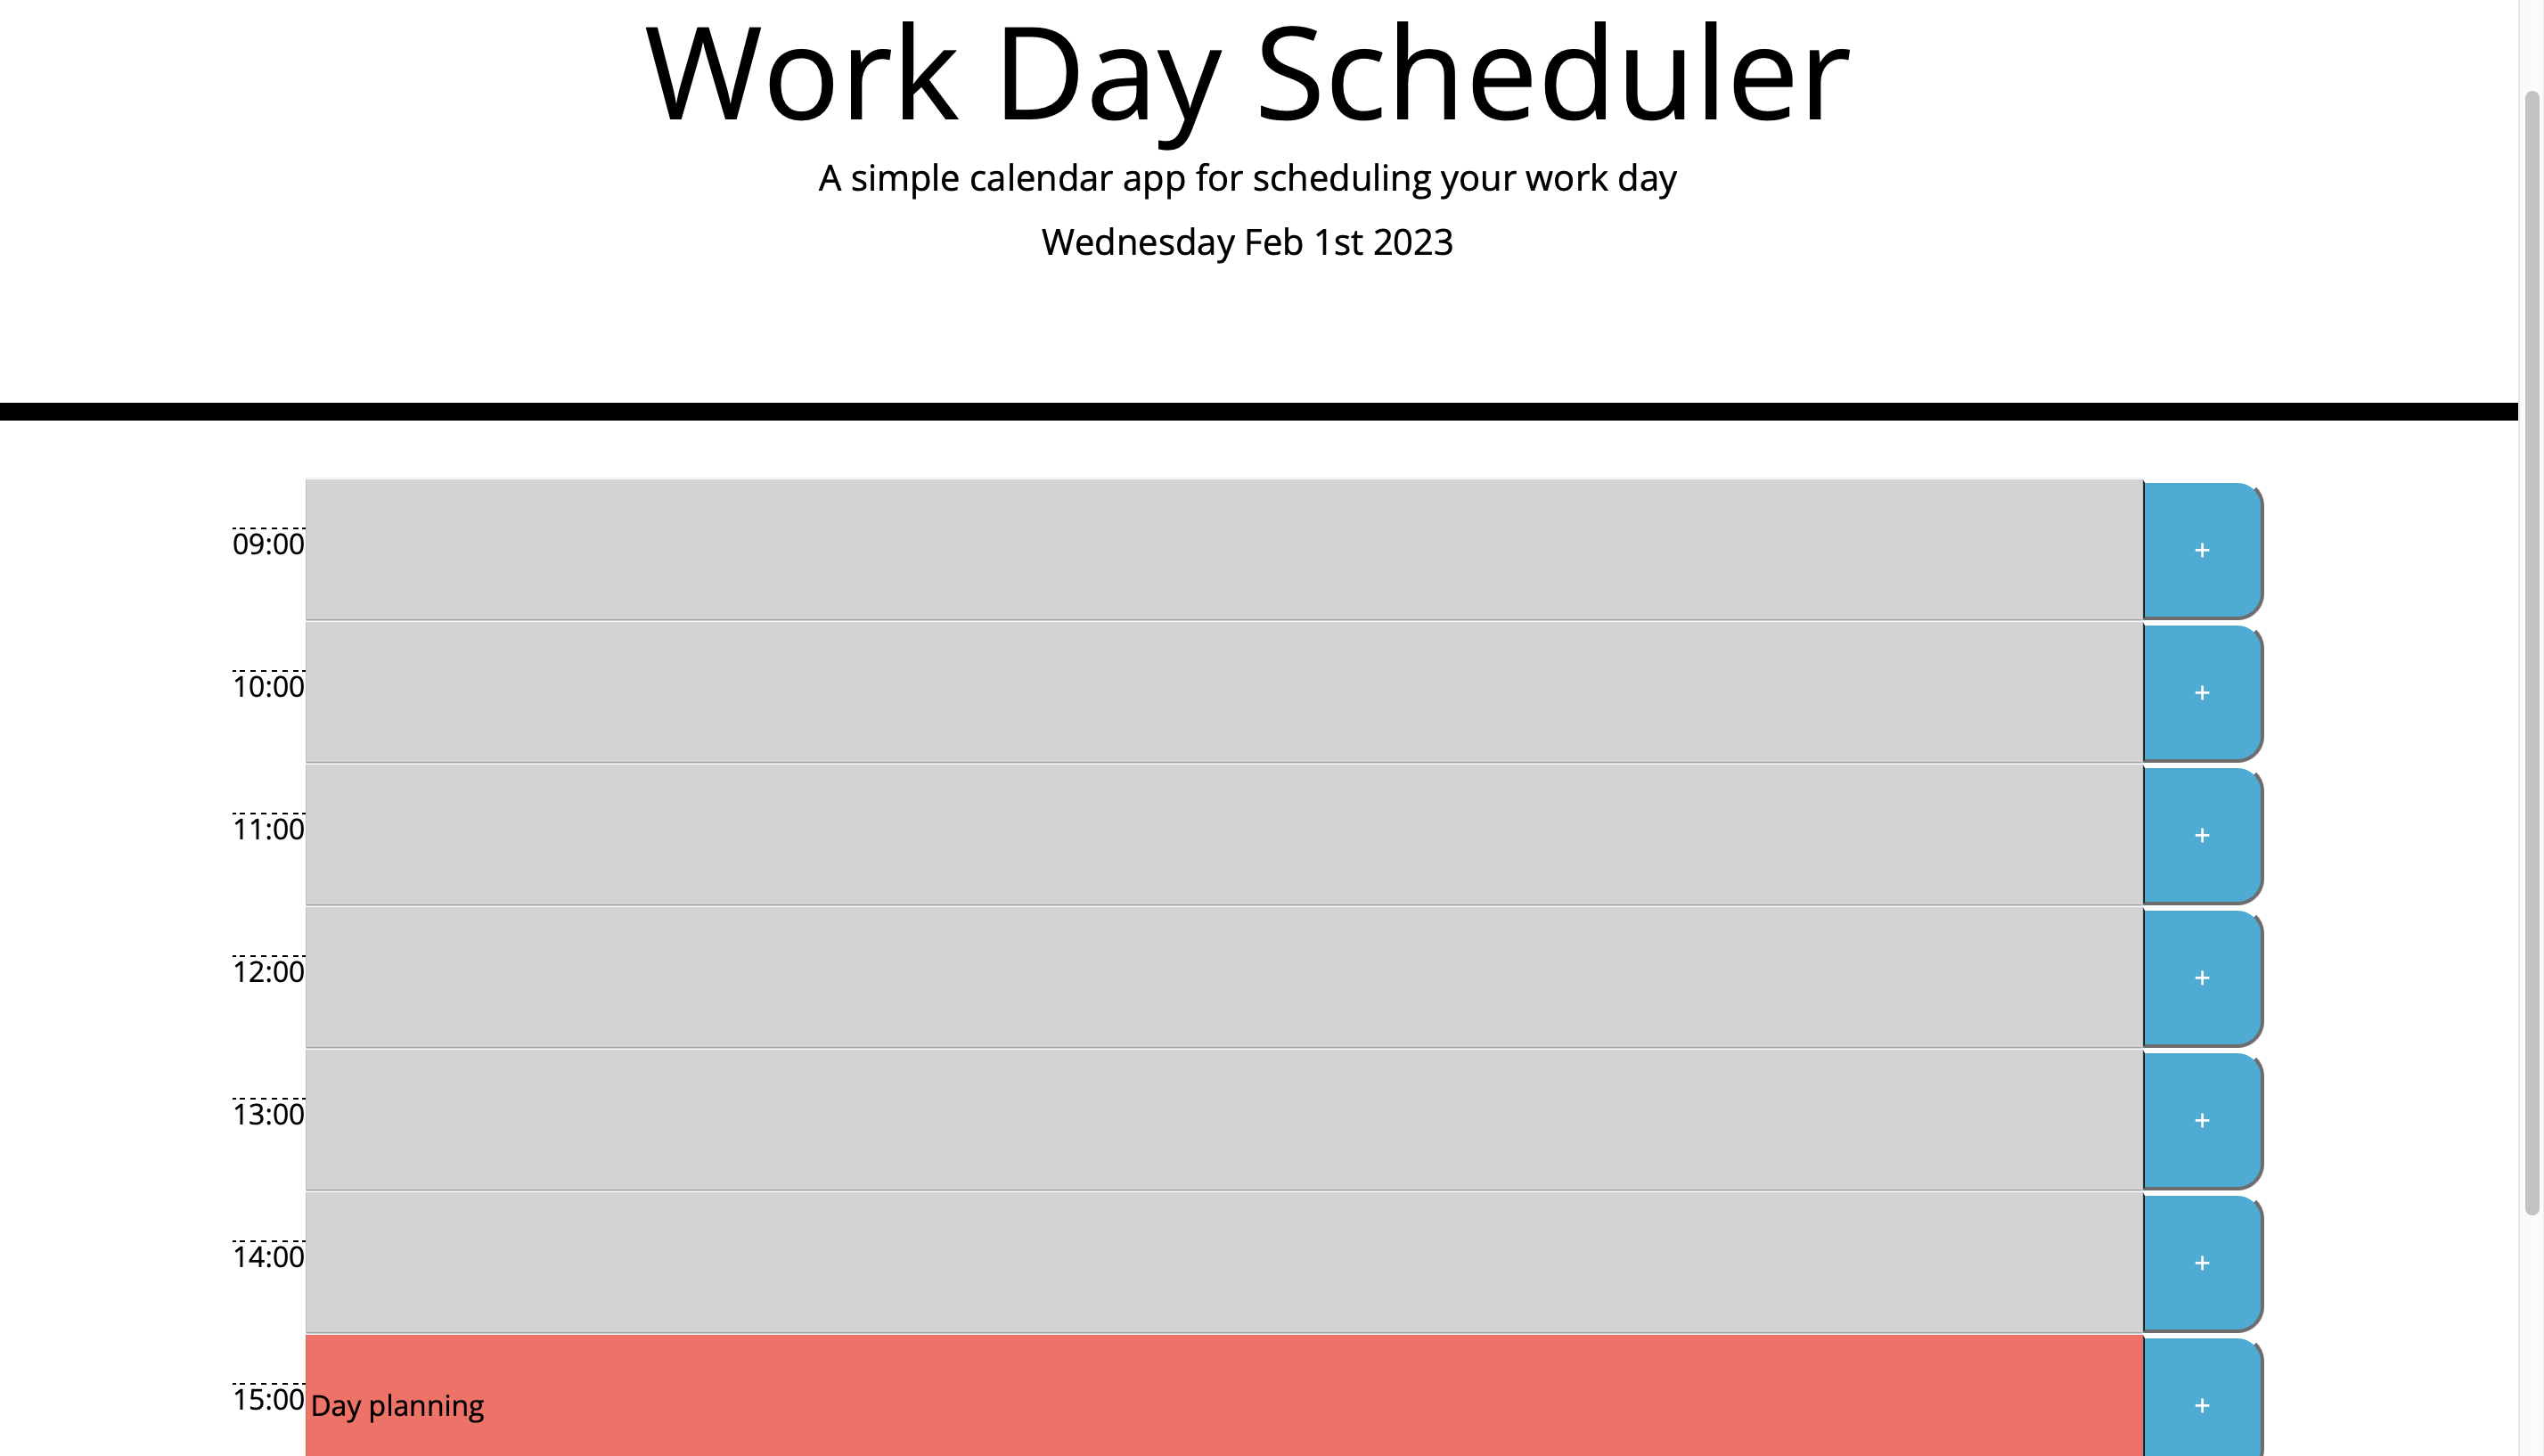 Work Day Scheduler
A simple calendar app for scheduling your work day
Wednesday Feb 1st 2023
09:00 +
10:00 +
11:00 +
12:00 +
13:00 +
14:00 +
15:00 Day planning +